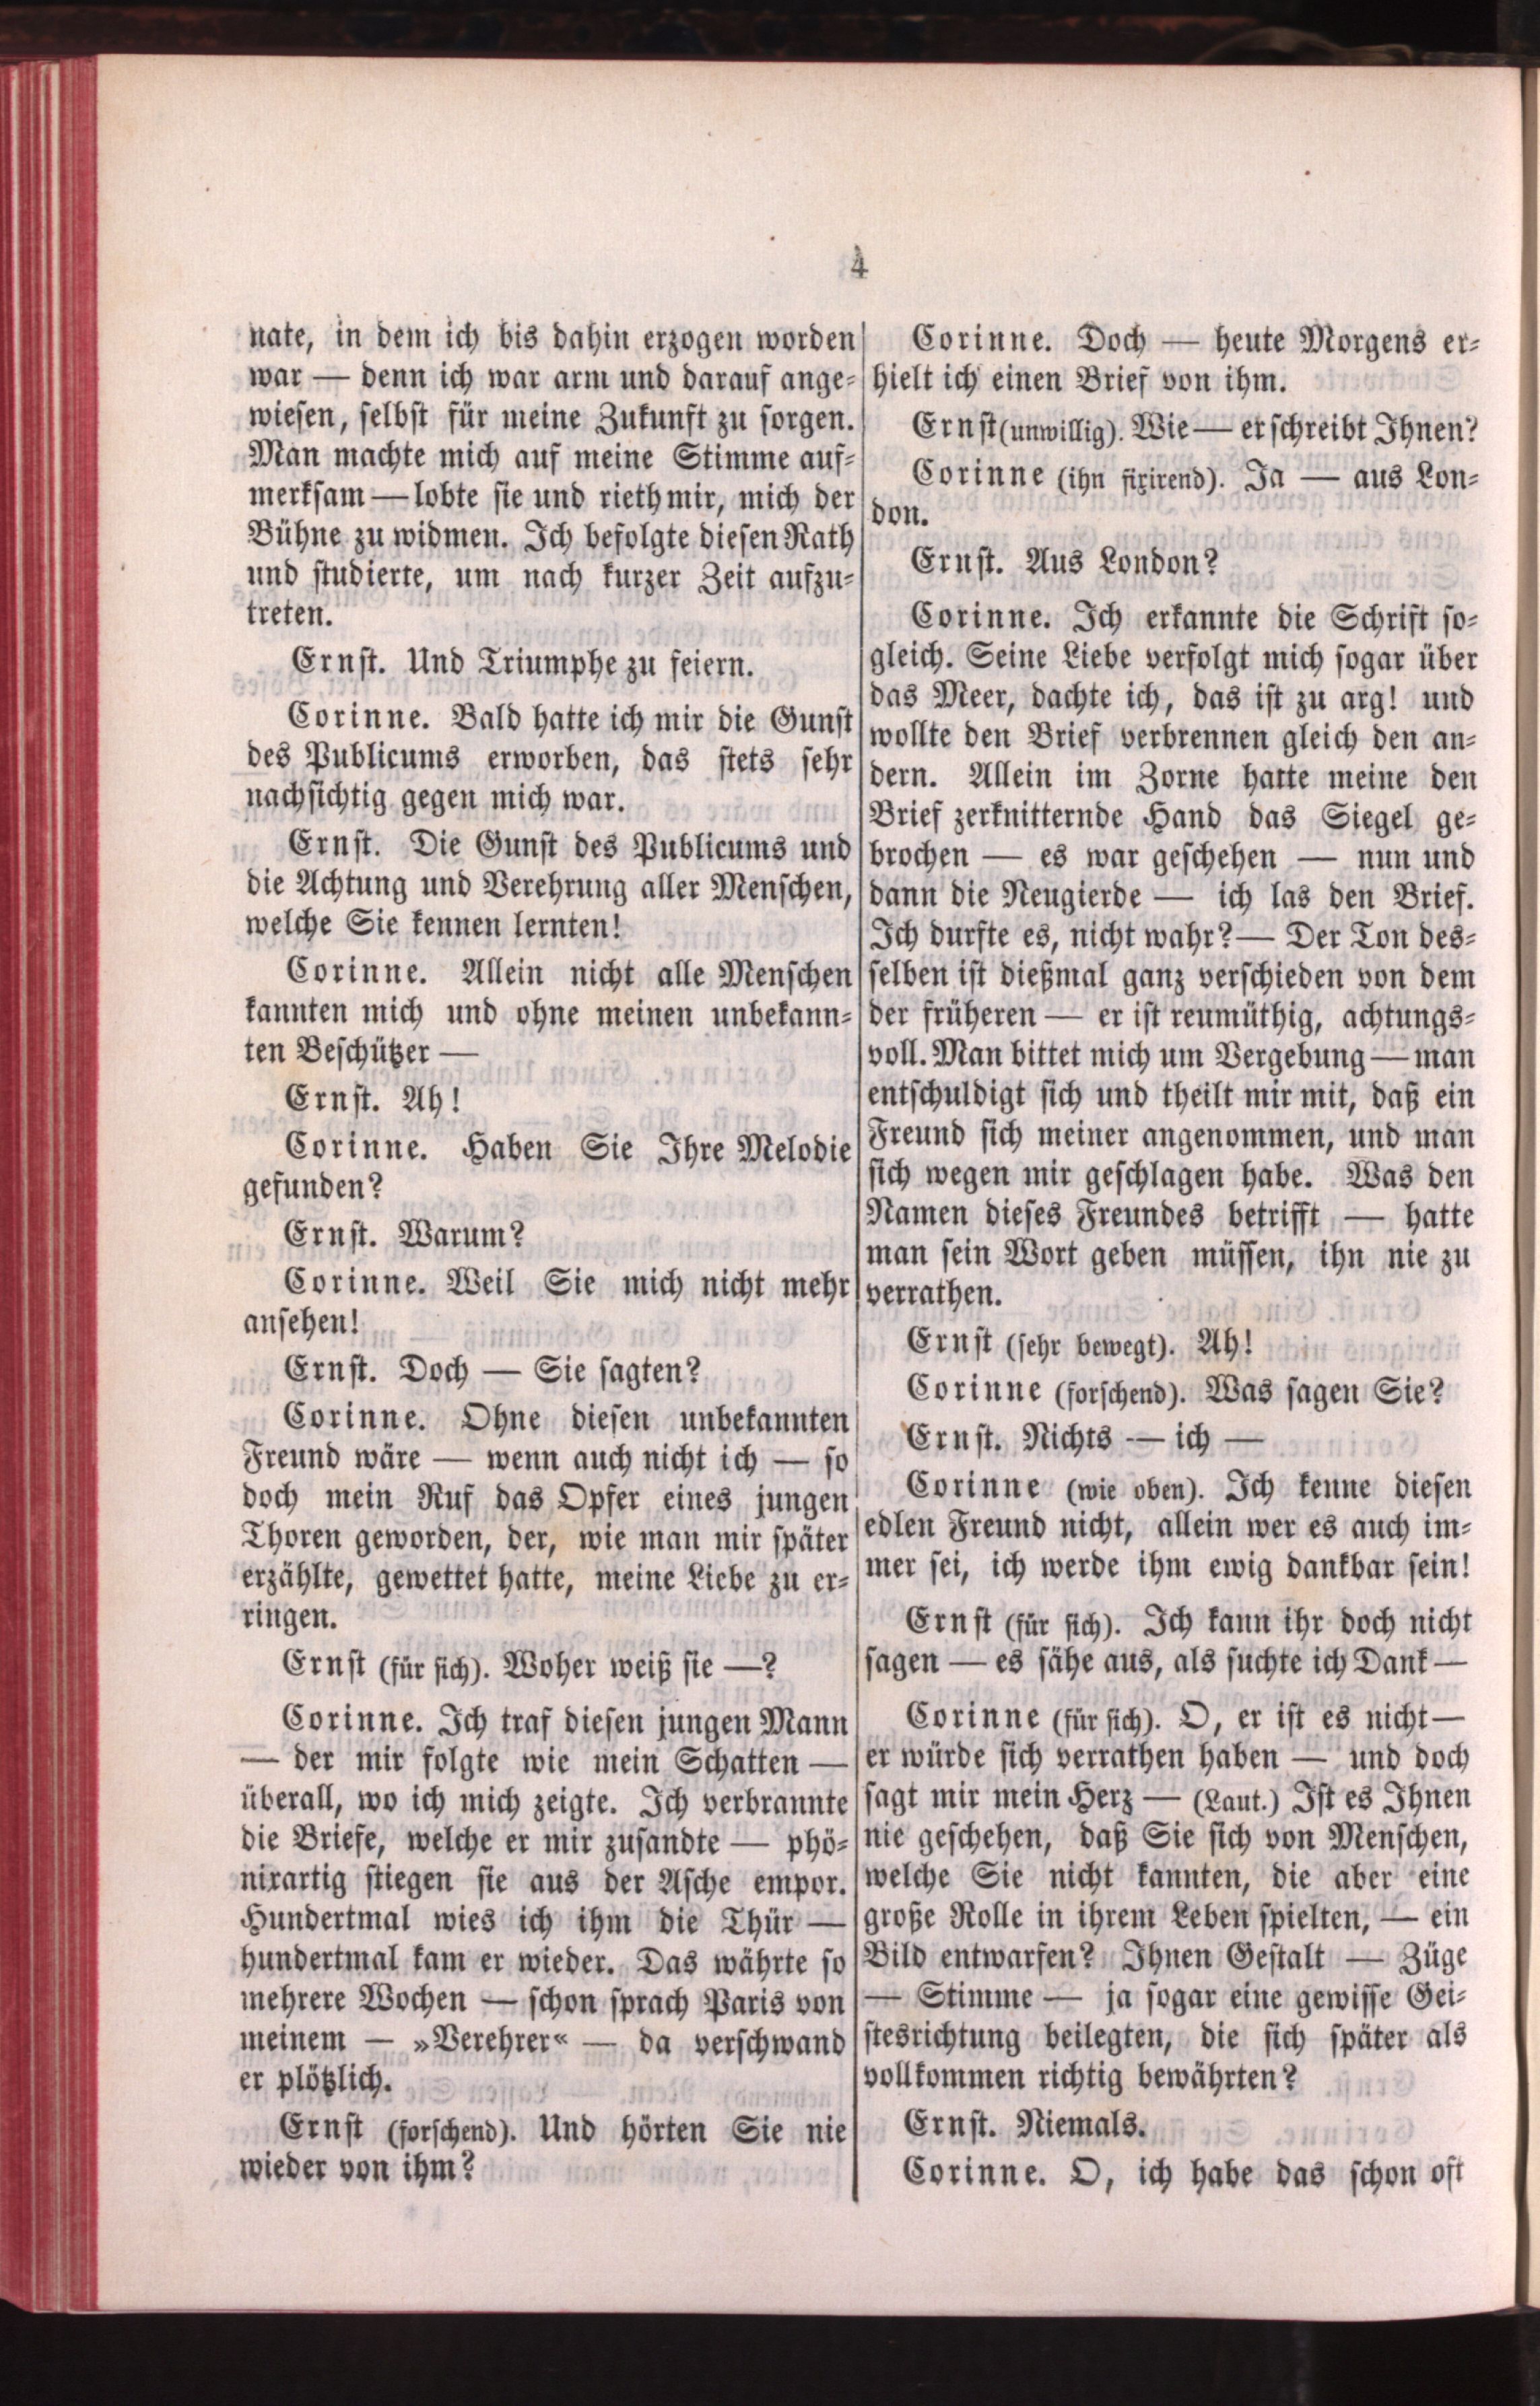 4
nate, in dem ich bis dahin erzogen worden
war — denn ich war arm und darauf ange-
wiesen, selbst für meine Zukunft zu sorgen.
Man machte mich auf meine Stimme auf-
merksam — lobte sie und rieth mir, mich der
Bühne zu widmen. Ich befolgte diesen Rath
und studierte, um nach kurzer Zeit aufzu-
treten.
Ernst. Und Triumphe zu feiern.
Corinne. Bald hatte ich mir die Gunst
des Publicums erworben, das stets sehr
nachsichtig gegen mich war.
Ernst. Die Gunst des Publicums und
die Achtung und Verehrung aller Menschen,
welche Sie kennen lernten!
Corinne. Allein nicht alle Menschen
kannten mich und ohne meinen unbekann-
ten Beschützer —
Ernst. Ah!
Corinne. Haben Sie Ihre Melodie
gefunden?
Ernst. Warum?
Corinne. Weil Sie mich nicht mehr
ansehen!
Ernst. Doch — Sie sagten?
Corinne. Ohne diesen unbekannten
Freund wäre — wenn auch nicht ich — so
doch mein Ruf das Opfer eines jungen
Thoren geworden, der, wie man mir später
erzählte, gewettet hatte, meine Liebe zu er-
ringen.
Ernst (für sich). Woher weiß sie —?
Corinne. Ich traf diesen jungen Mann
— der mir folgte wie mein Schatten —
überall, wo ich mich zeigte. Ich verbrannte
die Briefe, welche er mir zusandte — phö-
nixartig stiegen sie aus der Asche empor.
Hundertmal wies ich ihm die Thür —
hundertmal kam er wieder. Das währte so
mehrere Wochen — schon sprach Paris von
meinem — »Verehrer« — da verschwand
er plötzlich.
Ernst (forschend). Und hörten Sie nie
wieder von ihm?
Corinne. Doch — heute Morgens er-
hielt ich einen Brief von ihm.
Ernst (unwillig). Wie — er schreibt Ihnen?
Corinne (ihn fixirend). Ja — aus Lon-
don.
Ernst. Aus London?
Corinne. Ich erkannte die Schrift so-
gleich. Seine Liebe verfolgt mich sogar über
das Meer, dachte ich, das ist zu arg! und
wollte den Brief verbrennen gleich den an-
dern. Allein im Zorne hatte meine den
Brief zerknitternde Hand das Siegel ge-
brochen — es war geschehen — nun und
dann die Neugierde — ich las den Brief.
Ich durfte es, nicht wahr? — Der Ton des-
selben ist dießmal ganz verschieden von dem
der früheren — er ist reumüthig, achtungs-
voll. Man bittet mich um Vergebung — man
entschuldigt sich und theilt mir mit, daß ein
Freund sich meiner angenommen, und man
sich wegen mir geschlagen habe. Was den
Namen dieses Freundes betrifft — hatte
man sein Wort geben müssen, ihn nie zu
verrathen.
Ernst (sehr bewegt). Ah!
Corinne (forschend). Was sagen Sie?
Ernst. Nichts — ich —
Corinne (wie oben). Ich kenne diesen
edlen Freund nicht, allein wer es auch im-
mer sei, ich werde ihm ewig dankbar sein!
Ernst (für sich). Ich kann ihr doch nicht
sagen — es sähe aus, als suchte ich Dank —
Corinne (für sich). O, er ist es nicht —
er würde sich verrathen haben — und doch
sagt mir mein Herz — (Laut.) Ist es Ihnen
nie geschehen, daß Sie sich von Menschen,
welche Sie nicht kannten, die aber eine
große Rolle in ihrem Leben spielten, — ein
Bild entwarfen? Ihnen Gestalt — Züge
— Stimme — ja sogar eine gewisse Gei-
stesrichtung beilegten, die sich später als
vollkommen richtig bewährten?
Ernst. Niemals.
Corinne. O, ich habe das schon oft